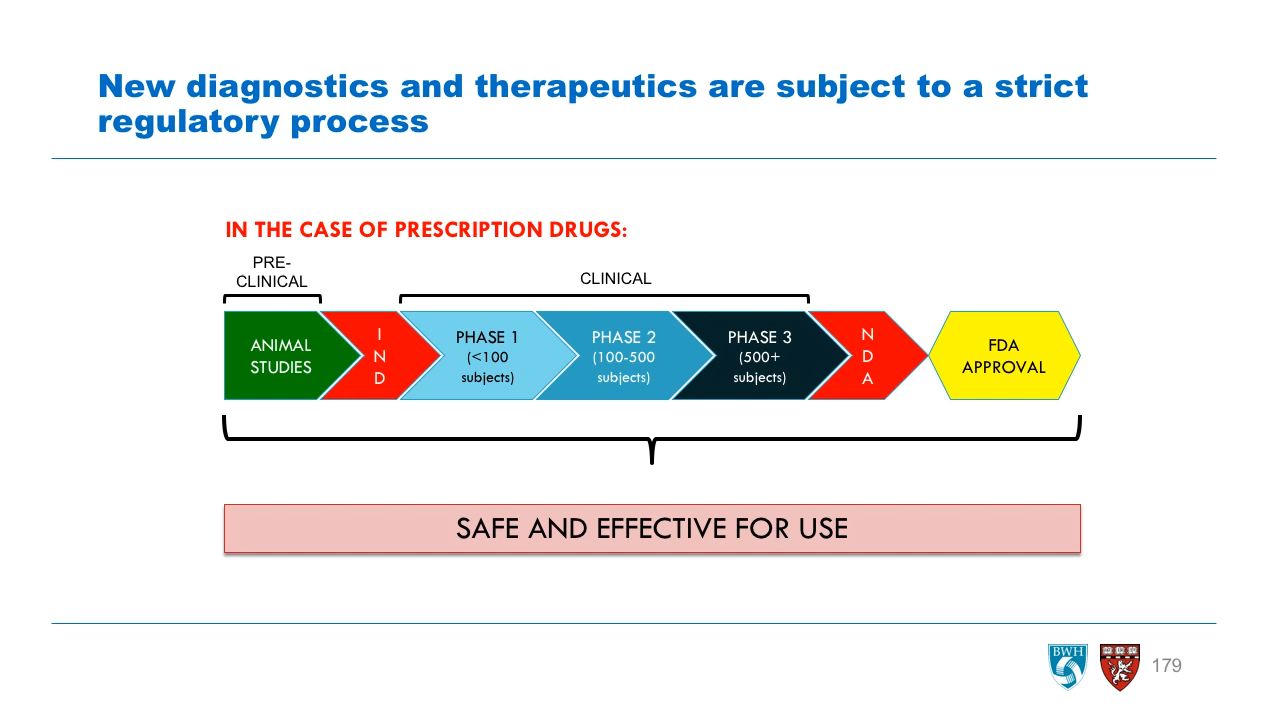 New diagnostics and therapeutics are subject to a strict
regulatory process
IN THE CASE OF PRESCRIPTION DRUGS:
PRE-
CLINICAL
CLINICAL
ANIMAL
STUDIES
I
N
D
PHASE 1
(<100
subjects)
PHASE 2
(100-500
subjects)
PHASE 3
(500+
subjects)
N
D
A
FDA
APPROVAL
SAFE AND EFFECTIVE FOR USE
BWH
179